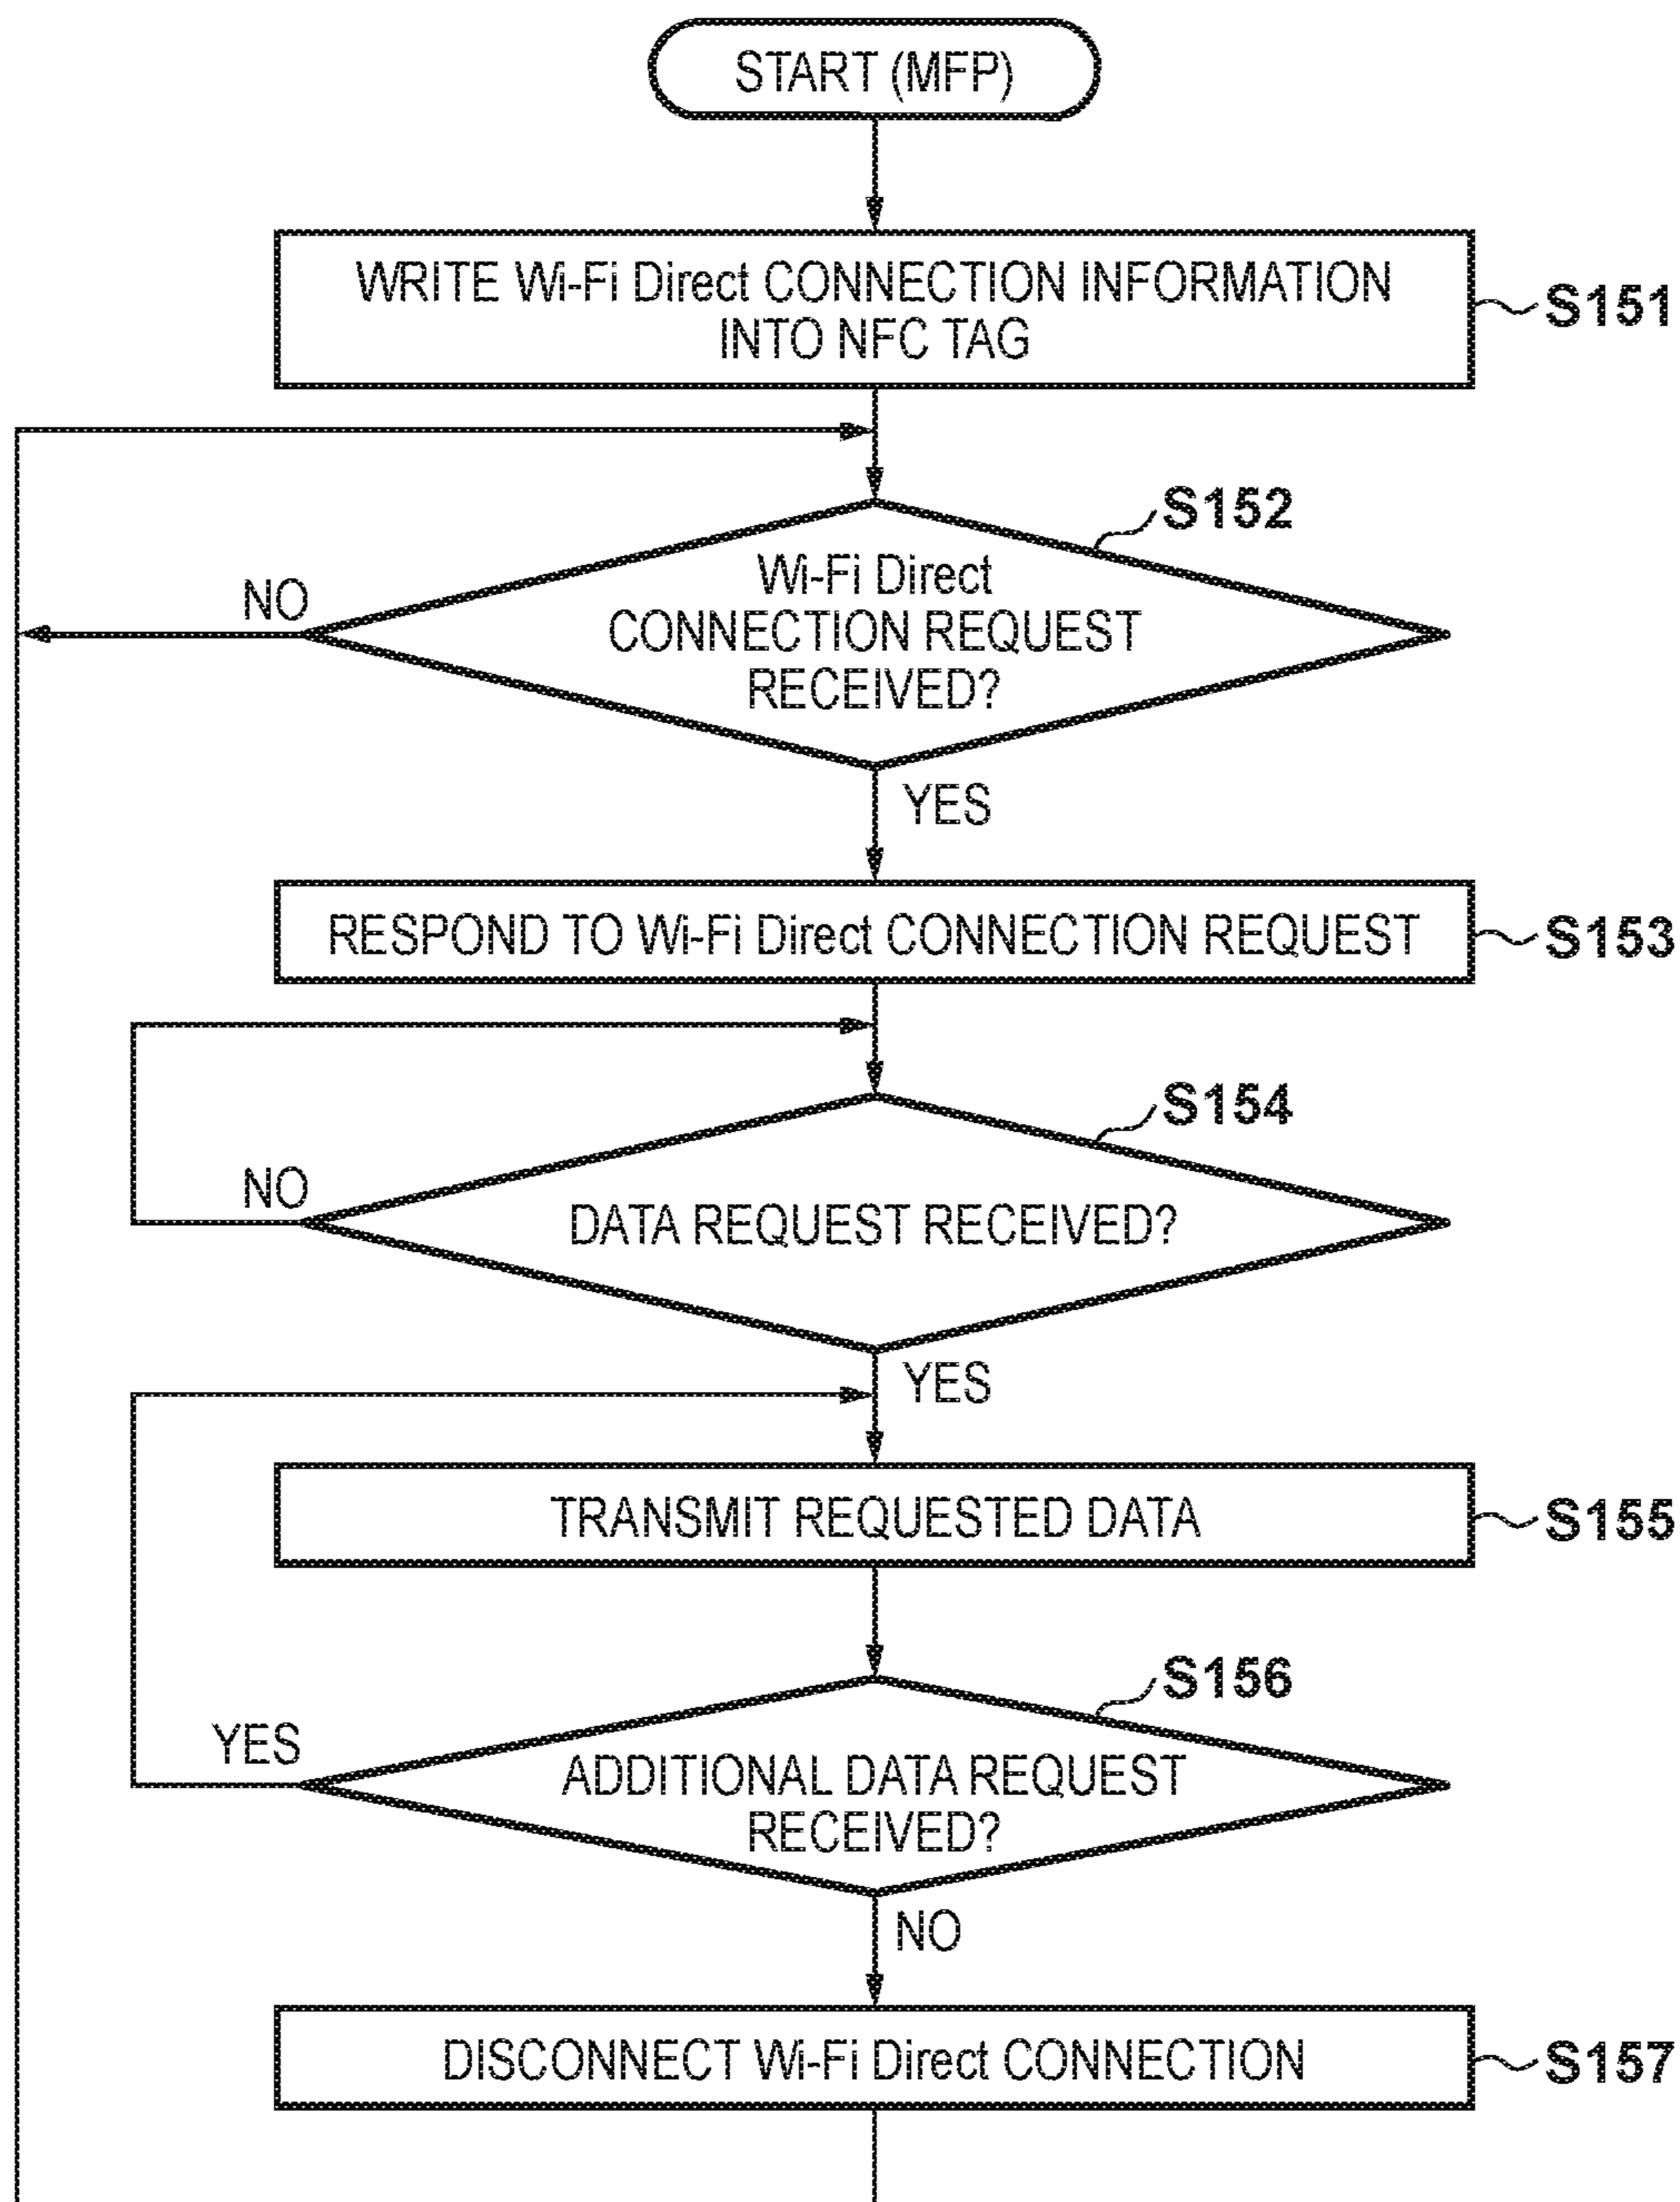 START (MFP)
WRITE Wi-Fi Direct CONNECTION INFORMATION
INTO NFC TAG
S151
S152
Wi-Fi Direct
CONNECTION REQUEST
RECEIVED?
NO
YES
RESPOND TO Wi-Fi Direct CONNECTION REQUEST
S153
S154
NO
DATA REQUEST RECEIVED?
YES
TRANSMIT REQUESTED DATA
S155
S156
YES
ADDITIONAL DATA REQUEST
RECEIVED?
NO
DISCONNECT Wi-Fi Direct CONNECTION
S157